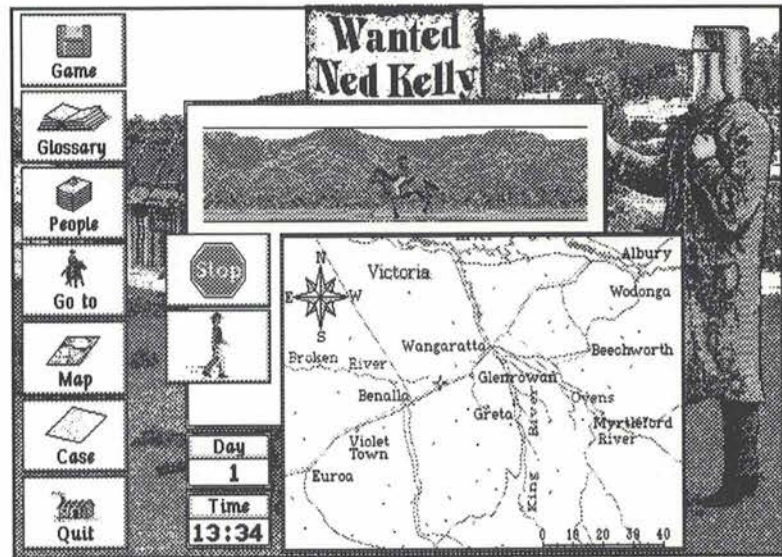 Wanted
Ned Kelly
Game
Glossary
People
Go to
Map
Case
Quit
Stop
Day
1
Time
13:34
N
E
W
S
Victoria
Albury
Wodonga
Wangaratta
Beechworth
Broken River
Glenrowan
Benalla
Ovens
Greta
Myrtleford
River
King River
Violet
Town
Euroa
0 10 20 30 40